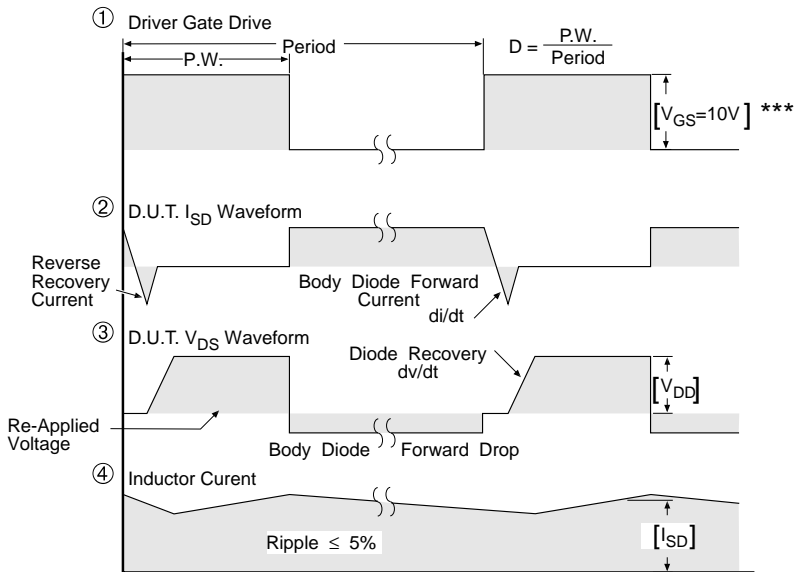 ① Driver Gate Drive
Period
P.W.
D = P.W. / Period
[VGS=10V] ***
② D.U.T. ISD Waveform
Reverse
Recovery
Current
Body Diode Forward
Current
di/dt
③ D.U.T. VDS Waveform
Diode Recovery
dv/dt
[VDD]
Re-Applied
Voltage
Body Diode Forward Drop
④ Inductor Curent
Ripple ≤ 5%
[ISD]